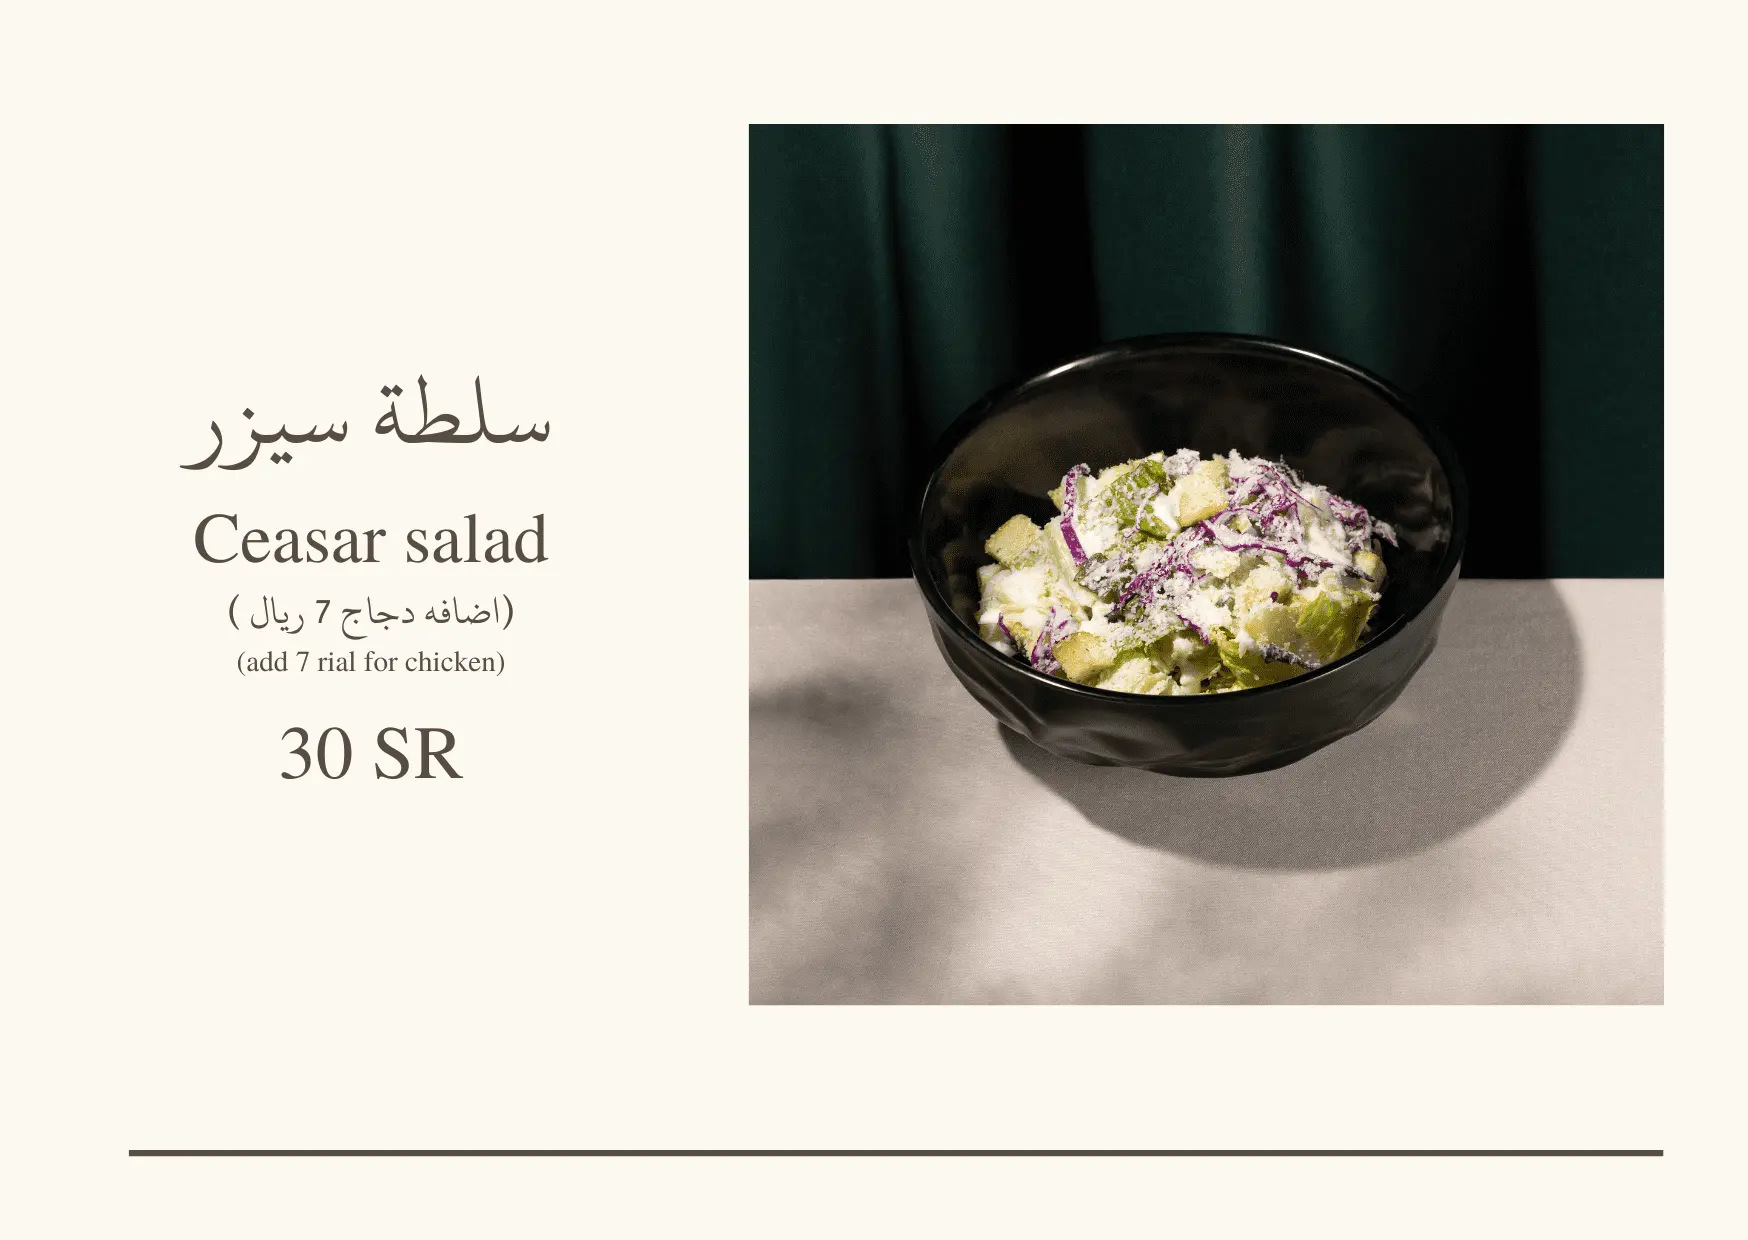 سلطة سيزر
Ceasar salad
(اضافه دجاج 7 ريال )
(add 7 rial for chicken)
30 SR